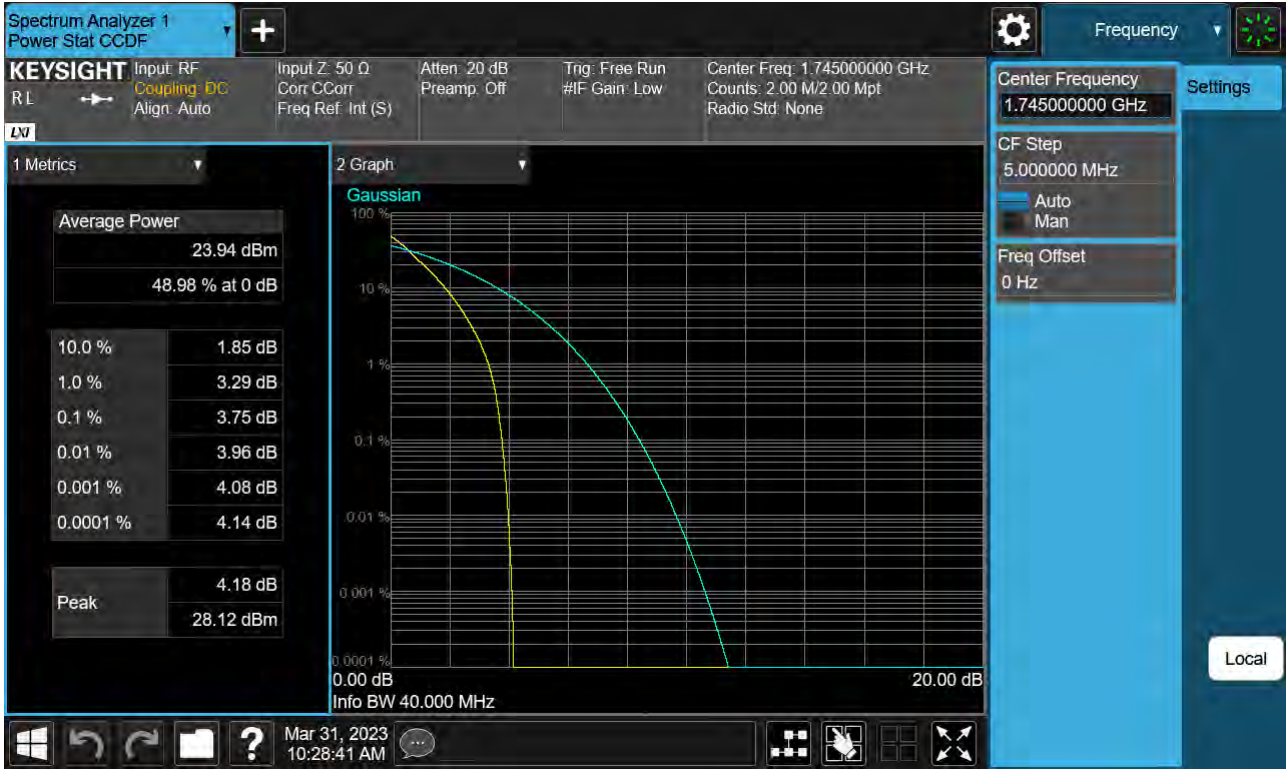 Spectrum Analyzer 1
Power Stat CCDF
Frequency
KEYSIGHT
R L
LXI
Input: RF
Coupling: DC
Align: Auto
Input Z: 50 Ω
Corr CCorr
Freq Ref: Int (S)
Atten: 20 dB
Preamp: Off
Trig: Free Run
#IF Gain: Low
Center Freq: 1.745000000 GHz
Counts: 2.00 M/2.00 Mpt
Radio Std: None
Center Frequency
1.745000000 GHz
Settings
CF Step
5.000000 MHz
Auto
Man
Freq Offset
0 Hz
Local
1 Metrics
Average Power
23.94 dBm
48.98 % at 0 dB
10.0 % 1.85 dB
1.0 % 3.29 dB
0.1 % 3.75 dB
0.01 % 3.96 dB
0.001 % 4.08 dB
0.0001 % 4.14 dB
Peak
4.18 dB
28.12 dBm
2 Graph
Gaussian
100 %
10 %
1 %
0.1 %
0.01 %
0.001 %
0.0001 %
0.00 dB 20.00 dB
Info BW 40.000 MHz
Mar 31, 2023
10:28:41 AM